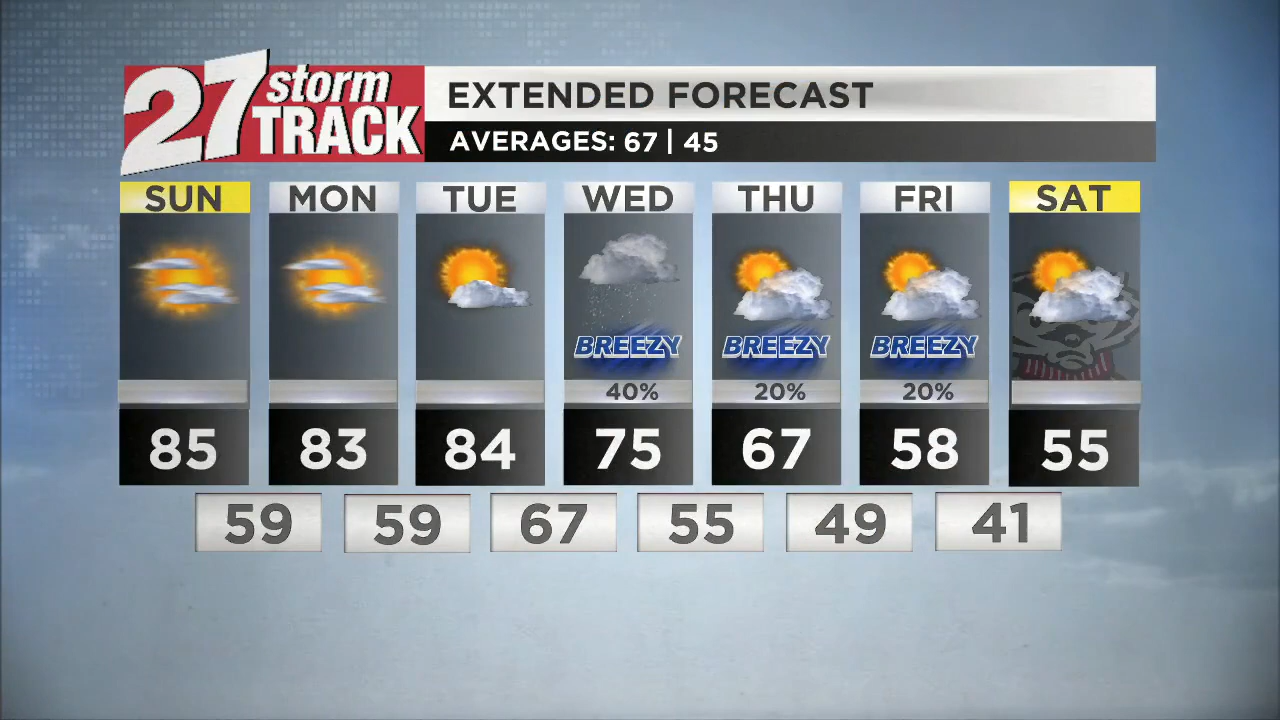 27 storm
TRACK
EXTENDED FORECAST
AVERAGES: 67 | 45
SUN MON TUE WED THU FRI SAT
BREEZY BREEZY BREEZY
40% 20% 20%
85 83 84 75 67 58 55
59 59 67 55 49 41